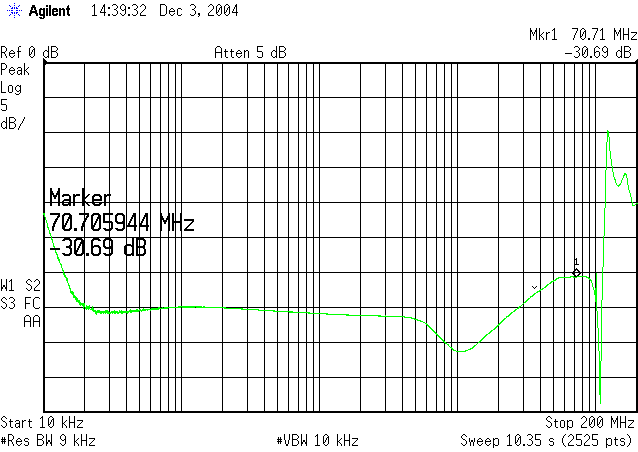 Agilent 14:39:32 Dec 3, 2004
Mkr1 70.71 MHz
Ref 0 dB Atten 5 dB -30.69 dB
Peak
Log
5
dB/
Marker
70.705944 MHz
-30.69 dB
1
W1 S2
S3 FC
AA
Start 10 kHz Stop 200 MHz
#Res BW 9 kHz #VBW 10 kHz Sweep 10.35 s (2525 pts)